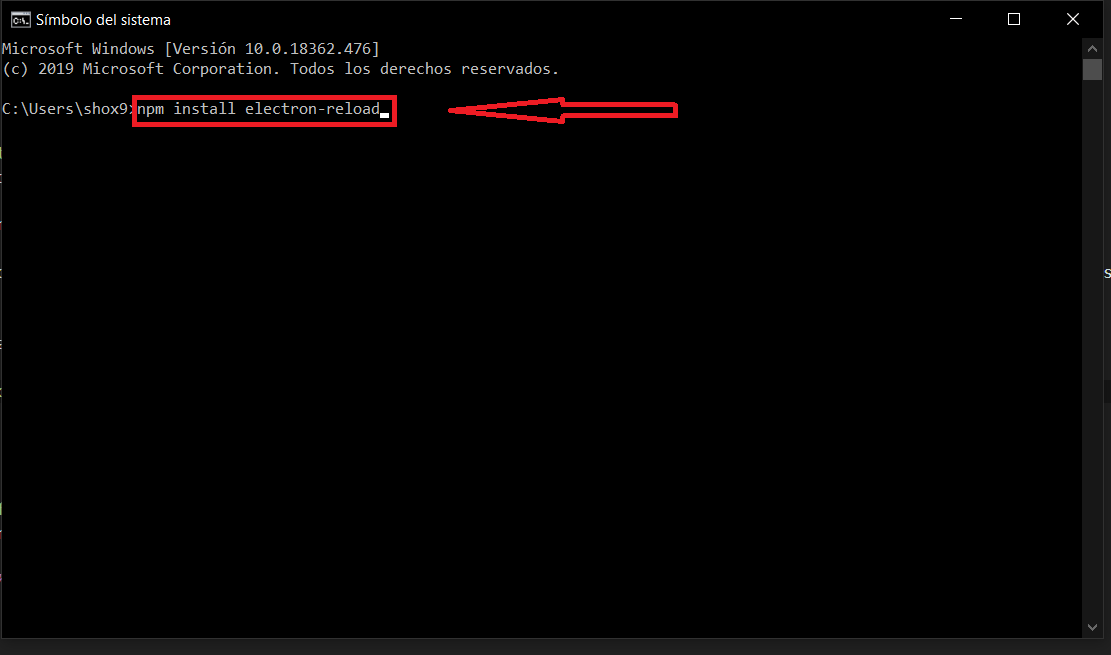 Símbolo del sistema
Microsoft Windows [Versión 10.0.18362.476]
(c) 2019 Microsoft Corporation. Todos los derechos reservados.
C:\Users\shox9>npm install electron-reload